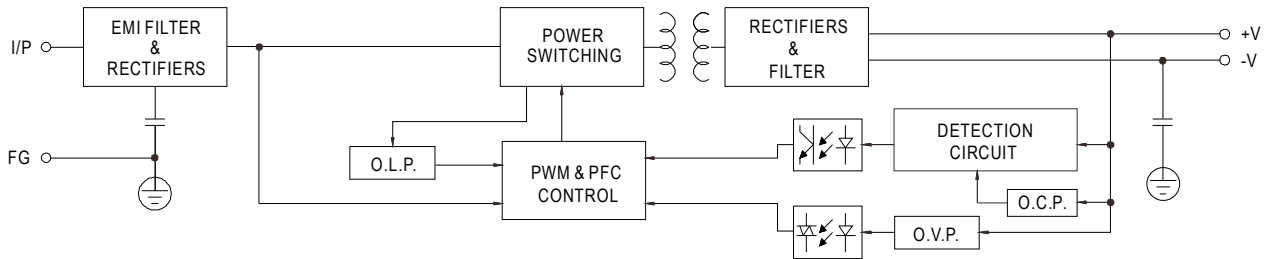 I/P
EMI FILTER
&
RECTIFIERS
POWER
SWITCHING
RECTIFIERS
&
FILTER
+V
-V
FG
O.L.P.
PWM & PFC
CONTROL
DETECTION
CIRCUIT
O.C.P.
O.V.P.